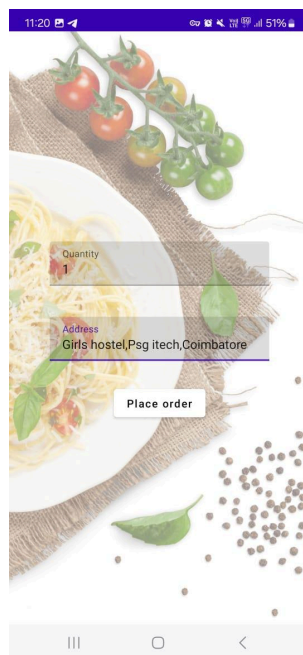 11:20
51%
Quantity
1
Address
Girls hostel,Psg itech,Coimbatore
Place order